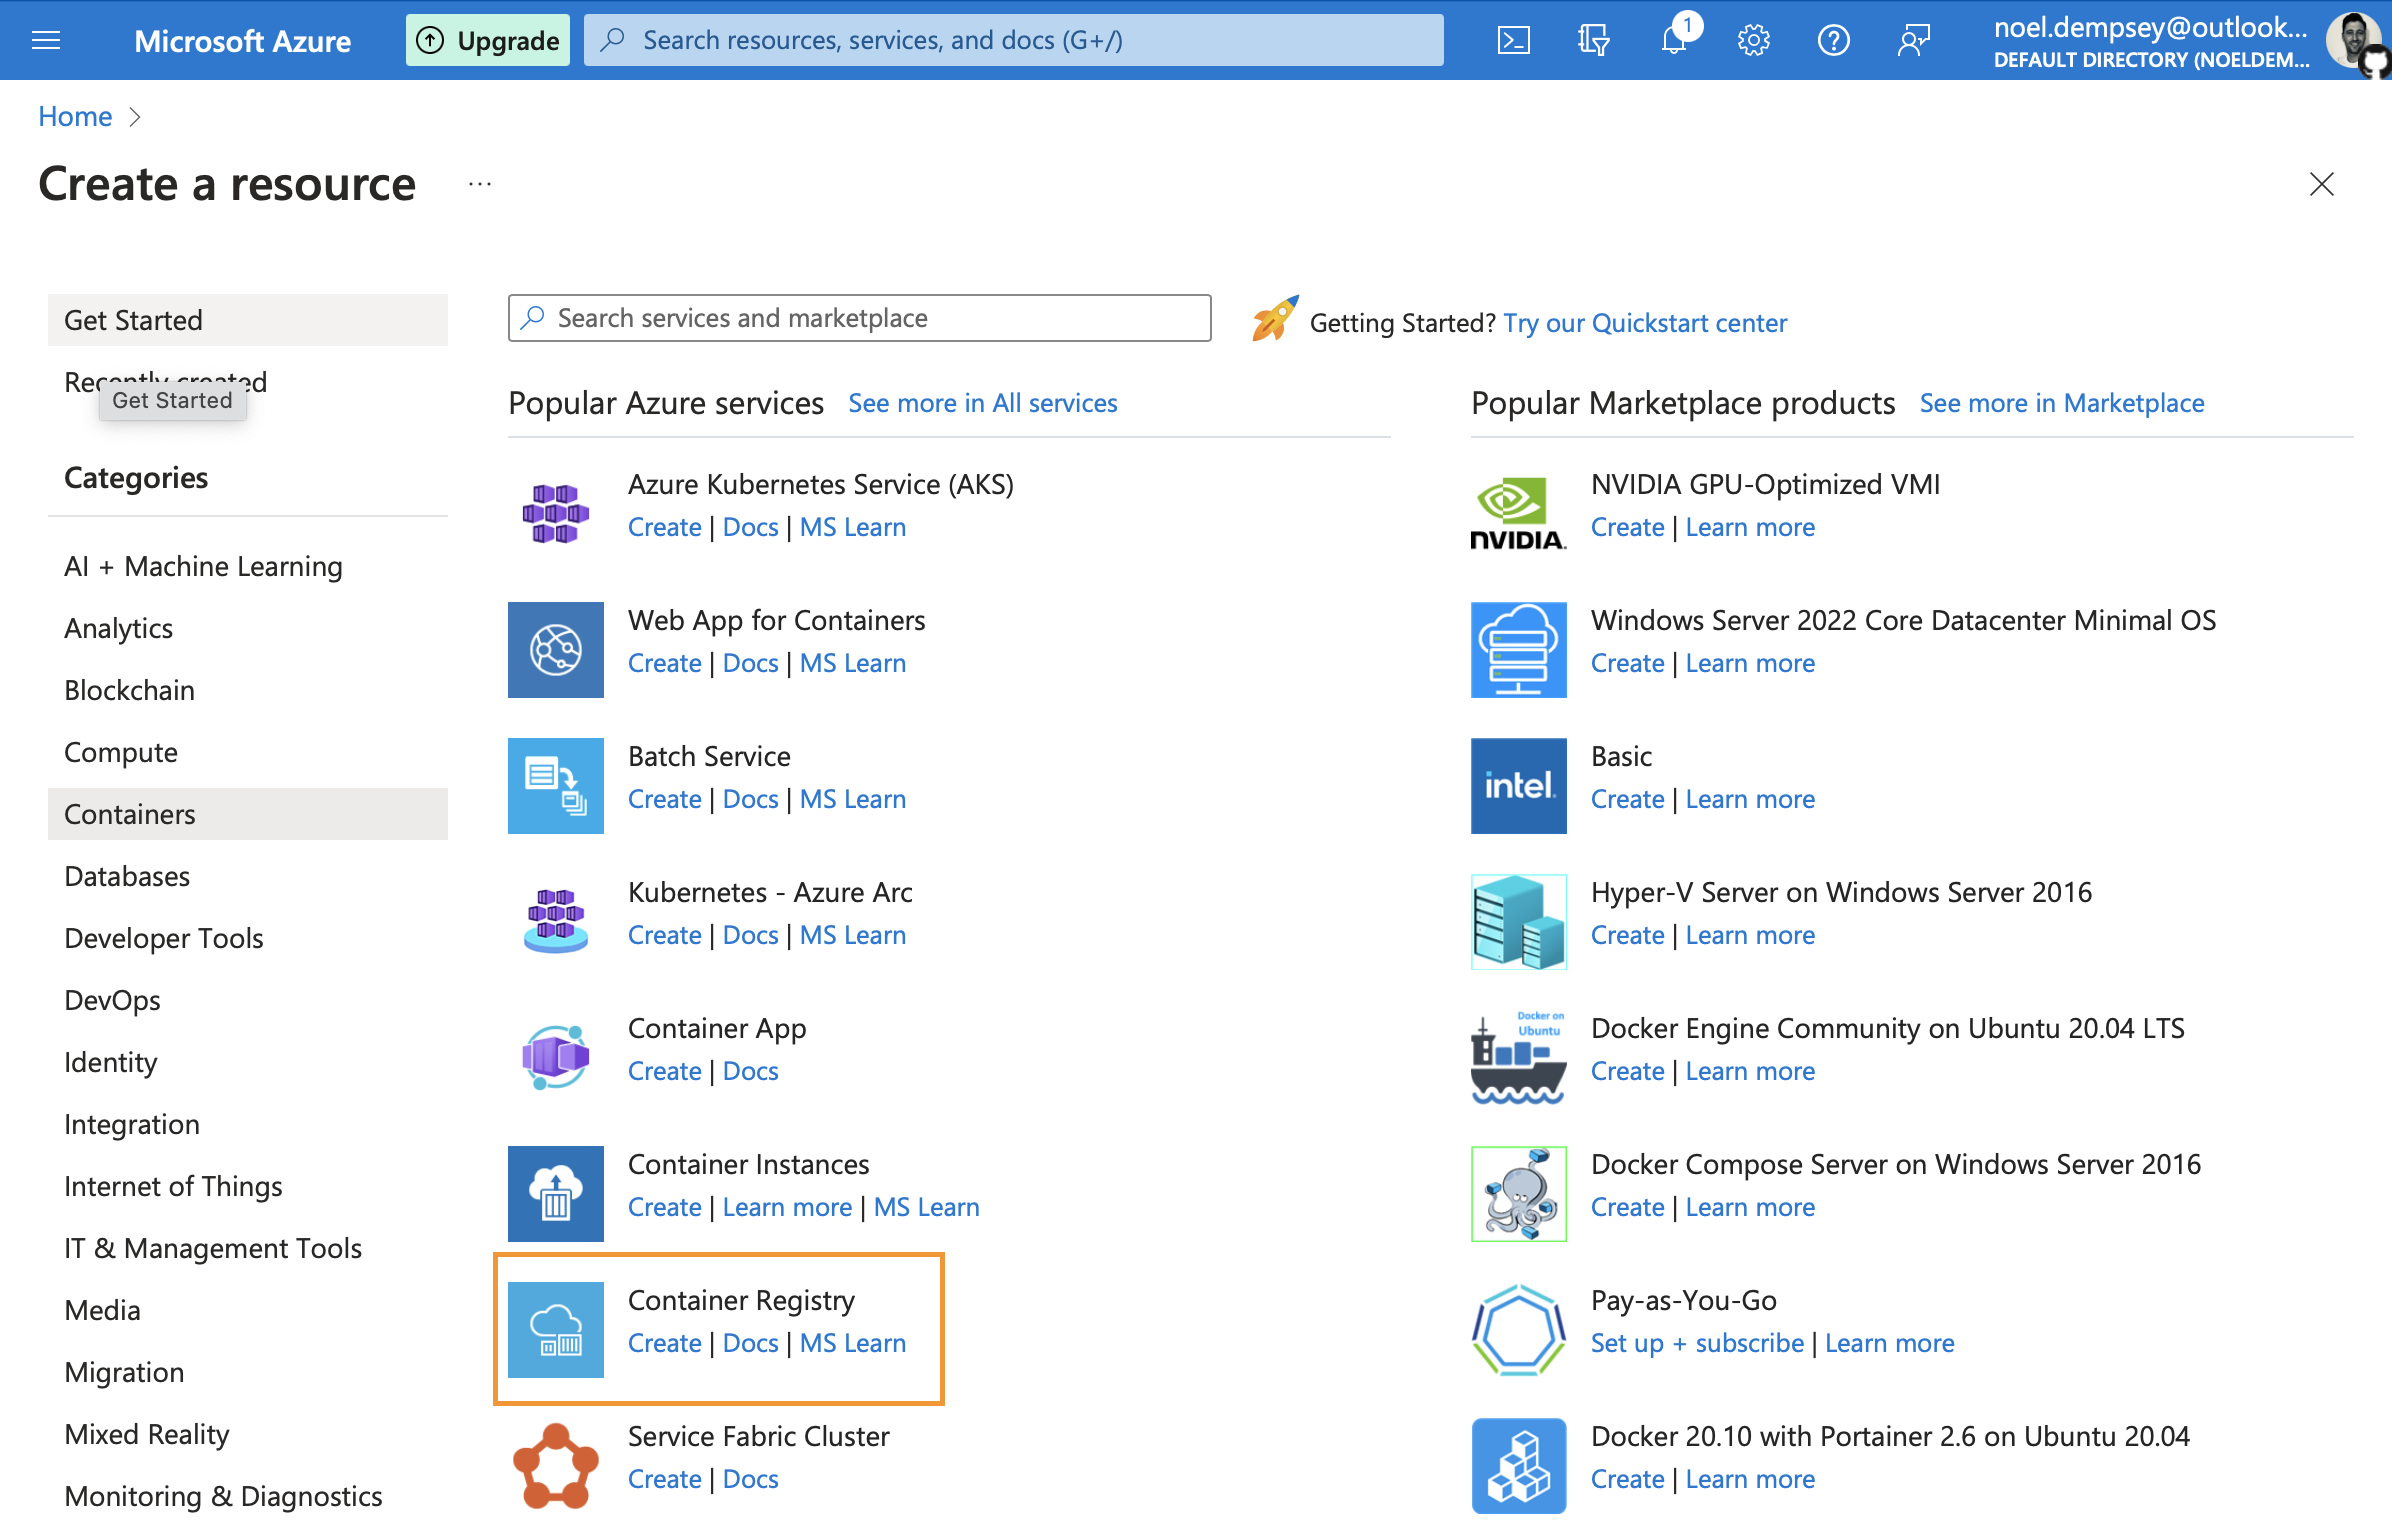 Microsoft Azure
Upgrade
Search resources, services, and docs (G+/)
1
noel.dempsey@outlook...
DEFAULT DIRECTORY (NOELDEM...
Home
Create a resource
...
Get Started
Recently created
Get Started
Categories
AI + Machine Learning
Analytics
Blockchain
Compute
Containers
Databases
Developer Tools
DevOps
Identity
Integration
Internet of Things
IT & Management Tools
Media
Migration
Mixed Reality
Monitoring & Diagnostics
Search services and marketplace
Getting Started? Try our Quickstart center
Popular Azure services See more in All services
Azure Kubernetes Service (AKS)
Create | Docs | MS Learn
Web App for Containers
Create | Docs | MS Learn
Batch Service
Create | Docs | MS Learn
Kubernetes - Azure Arc
Create | Docs | MS Learn
Container App
Create | Docs
Container Instances
Create | Learn more | MS Learn
Container Registry
Create | Docs | MS Learn
Service Fabric Cluster
Create | Docs
Popular Marketplace products See more in Marketplace
NVIDIA
NVIDIA GPU-Optimized VMI
Create | Learn more
Windows Server 2022 Core Datacenter Minimal OS
Create | Learn more
intel.
Basic
Create | Learn more
Hyper-V Server on Windows Server 2016
Create | Learn more
Docker on
Ubuntu
Docker Engine Community on Ubuntu 20.04 LTS
Create | Learn more
Docker Compose Server on Windows Server 2016
Create | Learn more
Pay-as-You-Go
Set up + subscribe | Learn more
Docker 20.10 with Portainer 2.6 on Ubuntu 20.04
Create | Learn more